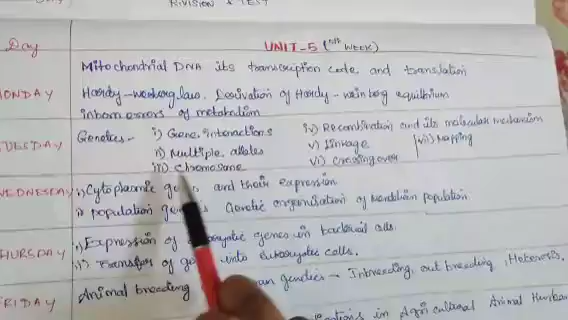 REVISION & TEST
Day
UNIT-5 (5th WEEK)
Mitochondrial DNA its transcription code and translation
MONDAY
Hardy-weinberg law. Derivation of Hardy-weinberg equilibrium
inborn errors of metabolism
TUESDAY
Genetics - i) Gene interactions
ii) Multiple alleles
iii) chromosome
iv) Recombination and its molecular mechanism
v) Linkage
vi) crossing over
vii) Mapping
WEDNESDAY
i) Cytoplasmic and their expression
ii) population Genetic organisation of Mendelian population
THURSDAY
i) Expression of genes in bacterial cells.
ii) Transfer of into Eukaryotic cells.
FRIDAY
Animal breeding genetics - Inbreeding, out breeding, Heterosis,
in Agricultural Animal